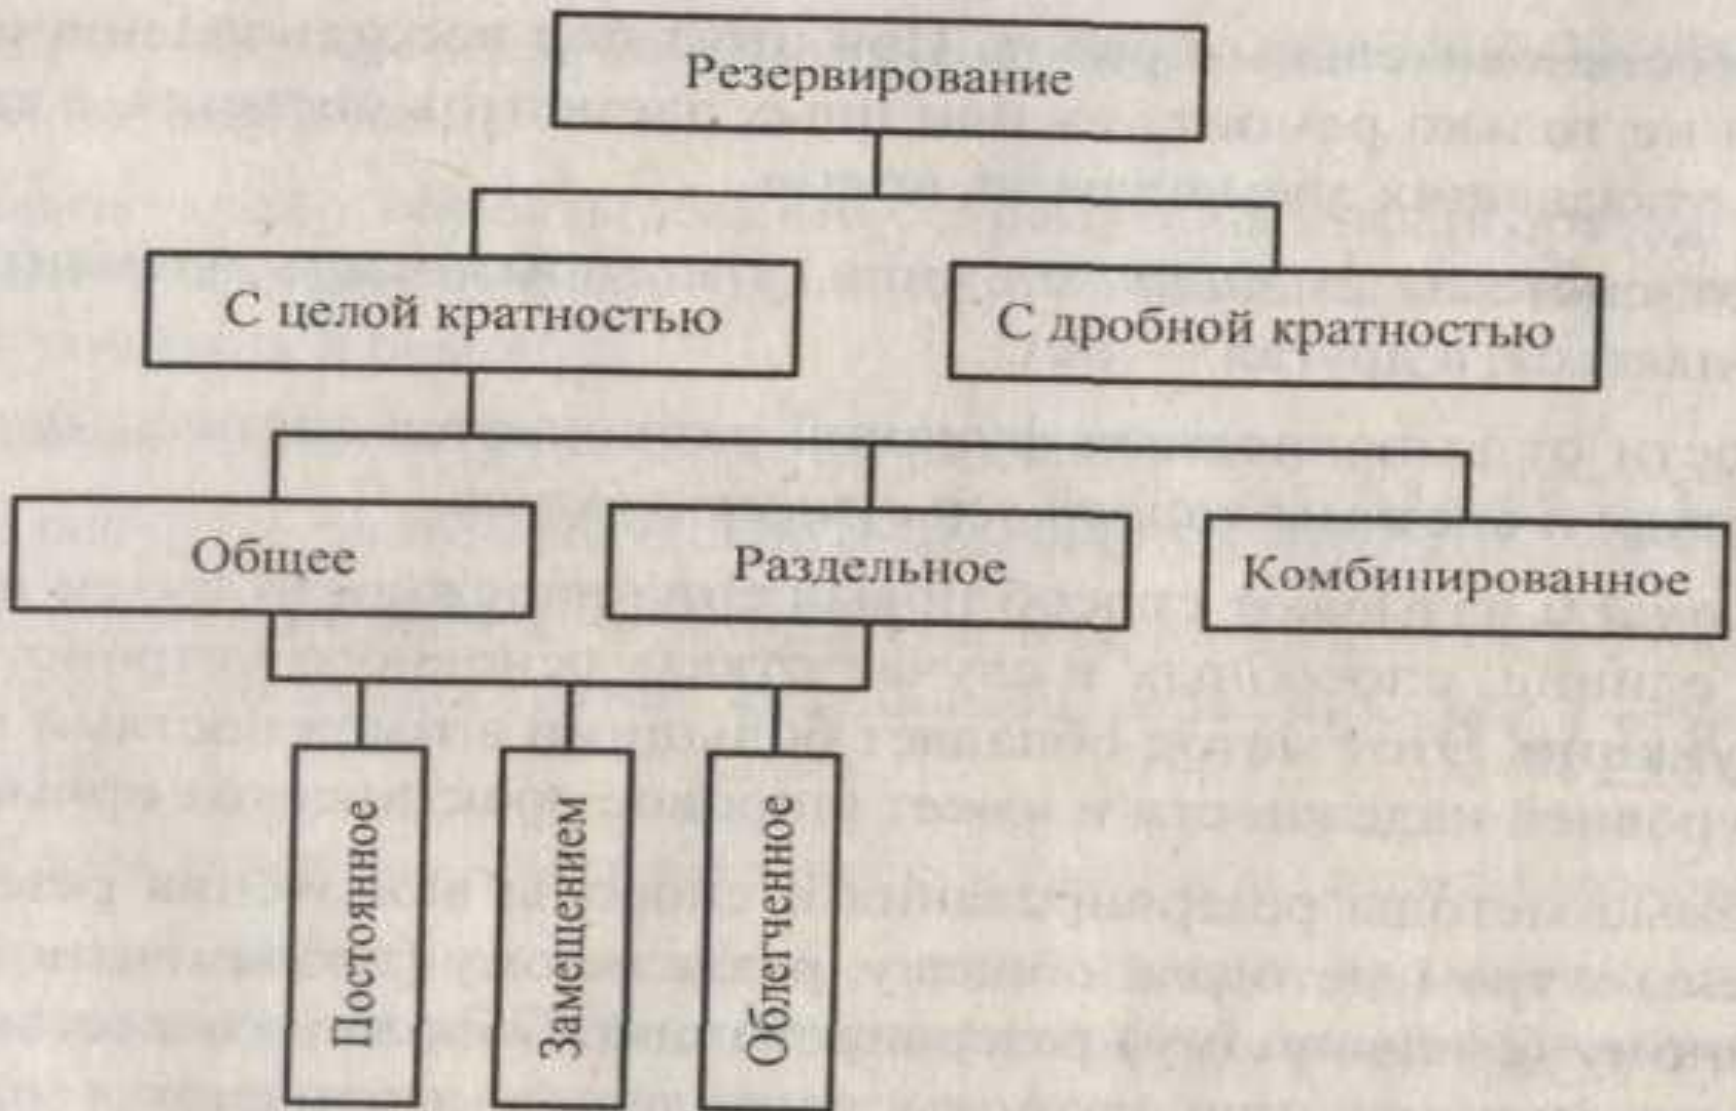 Резервирование
С целой кратностью
С дробной кратностью
Общее
Раздельное
Комбинированное
Постоянное
Замещением
Облегченное